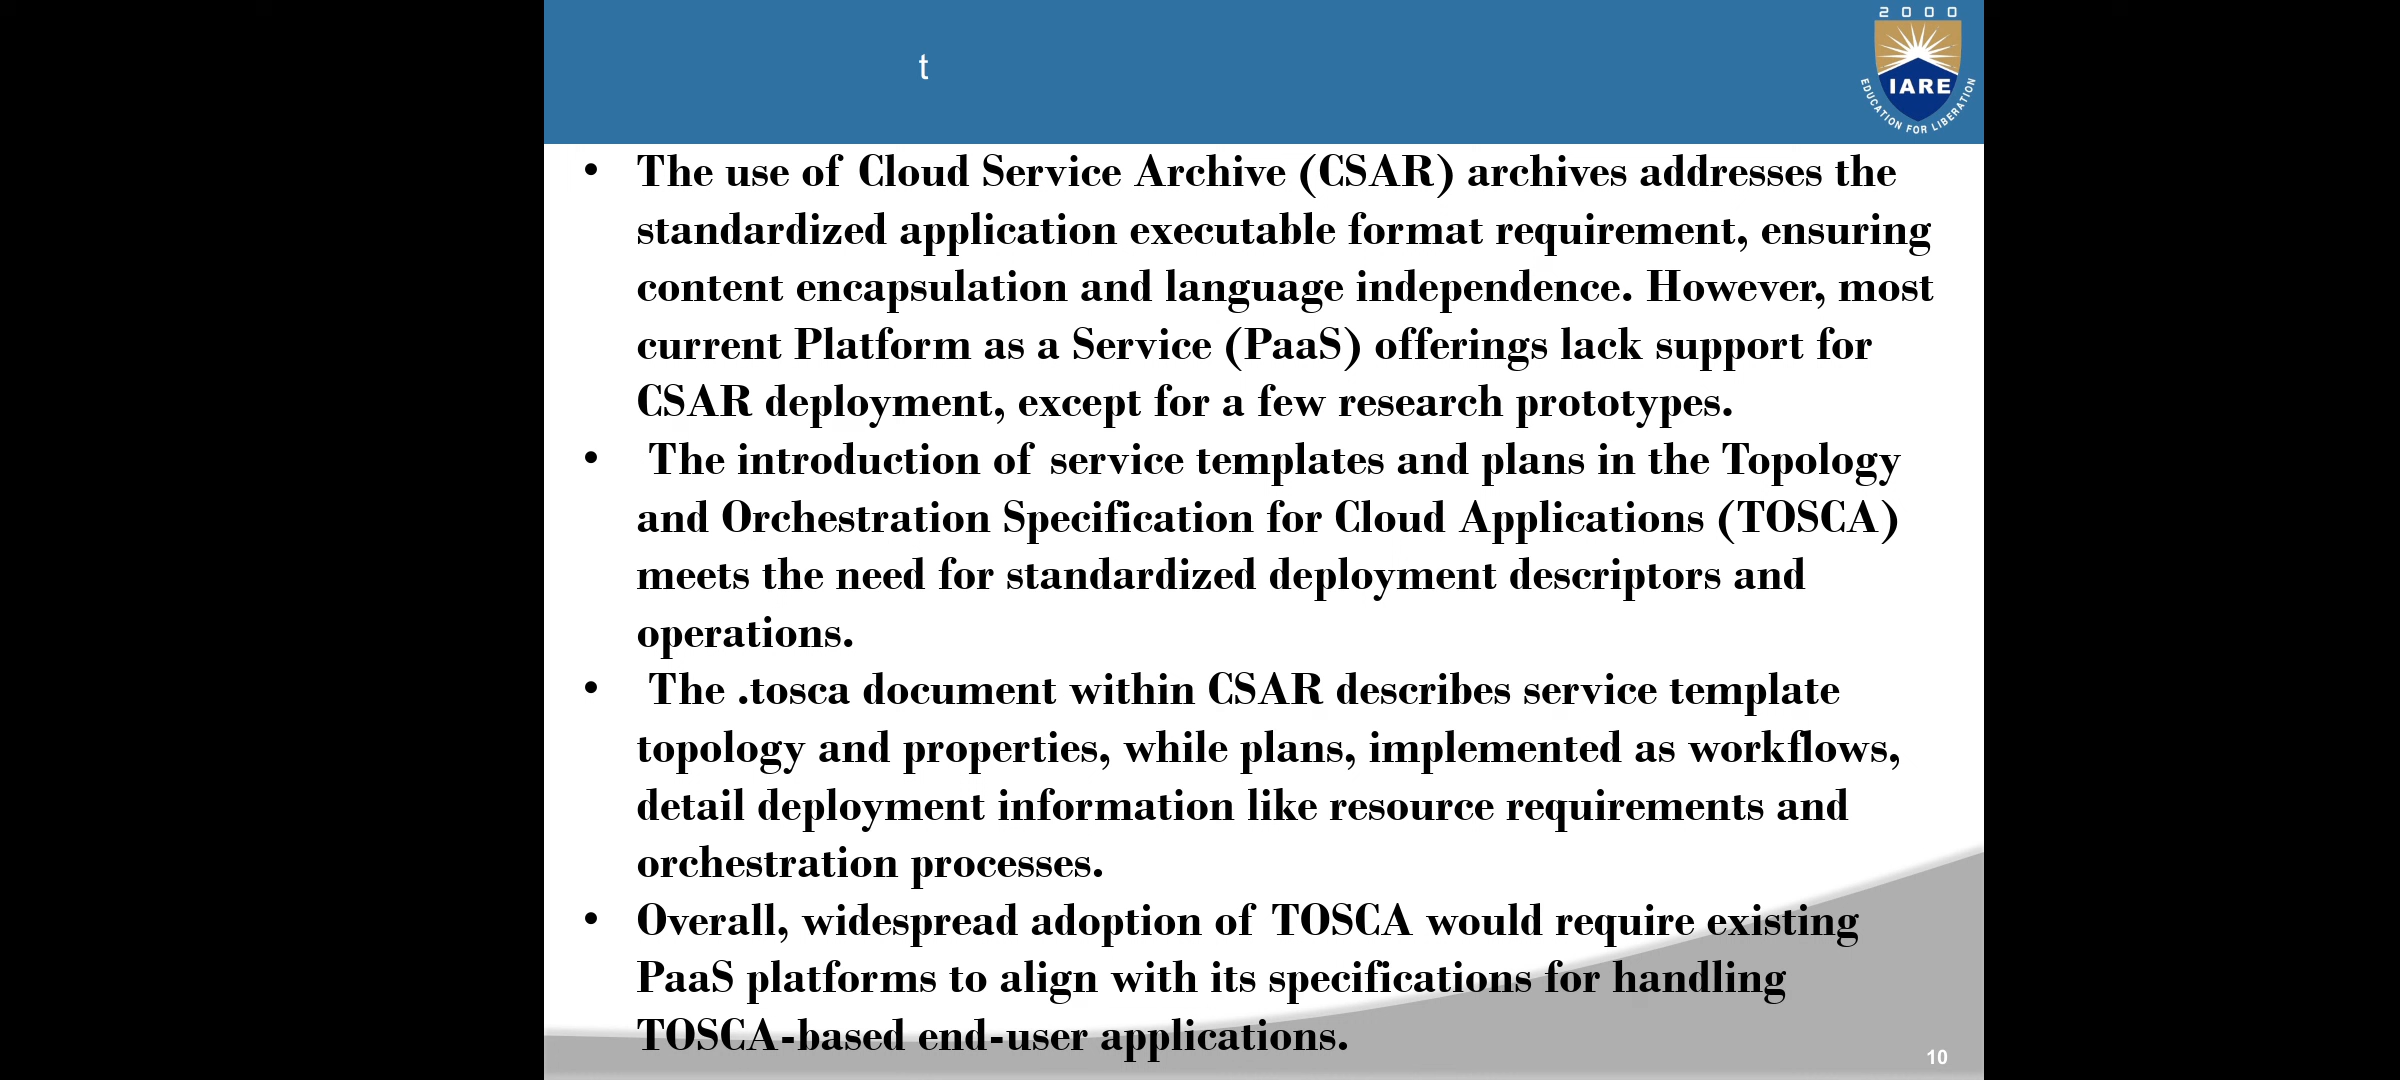 2000
t
IARE
EDUCATION FOR LIBERATION
• The use of Cloud Service Archive (CSAR) archives addresses the
standardized application executable format requirement, ensuring
content encapsulation and language independence. However, most
current Platform as a Service (PaaS) offerings lack support for
CSAR deployment, except for a few research prototypes.
• The introduction of service templates and plans in the Topology
and Orchestration Specification for Cloud Applications (TOSCA)
meets the need for standardized deployment descriptors and
operations.
• The .tosca document within CSAR describes service template
topology and properties, while plans, implemented as workflows,
detail deployment information like resource requirements and
orchestration processes.
• Overall, widespread adoption of TOSCA would require existing
PaaS platforms to align with its specifications for handling
TOSCA-based end-user applications.
10